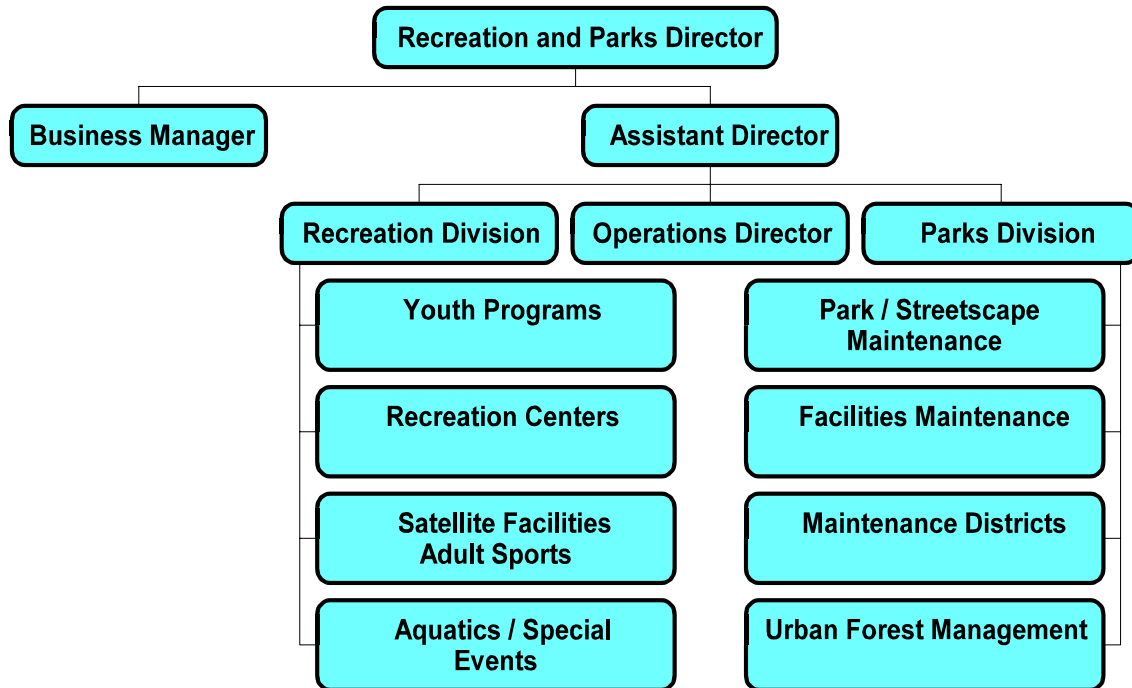 Recreation and Parks Director
Business Manager
Assistant Director
Recreation Division
Operations Director
Parks Division
Youth Programs
Recreation Centers
Satellite Facilities
Adult Sports
Aquatics / Special
Events
Park / Streetscape
Maintenance
Facilities Maintenance
Maintenance Districts
Urban Forest Management